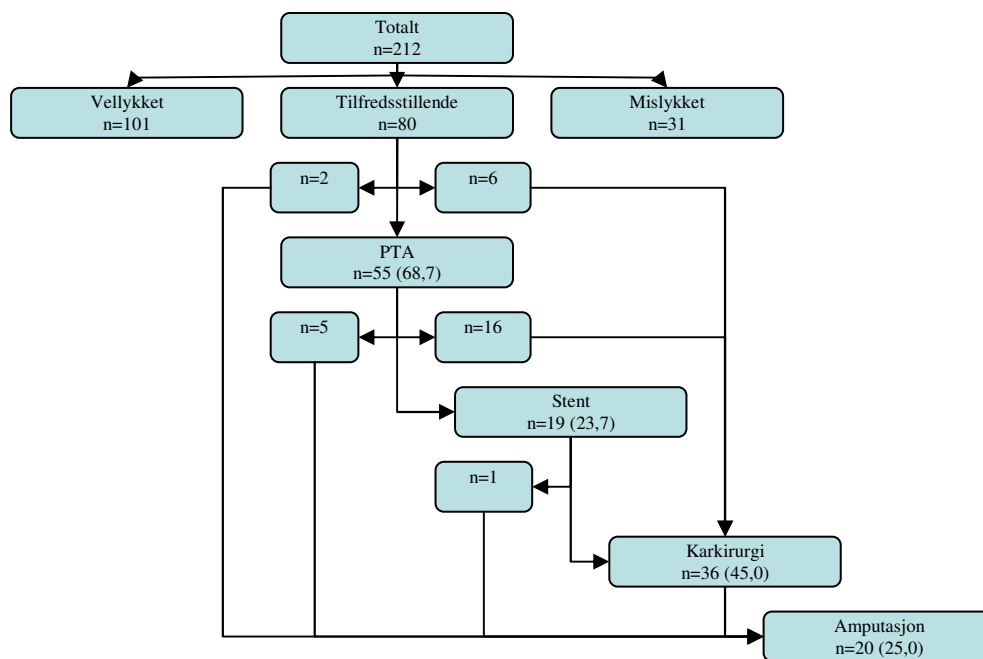 Totalt
n=212
Vellykket
n=101
Tilfredsstillende
n=80
Mislykket
n=31
n=2
n=6
PTA
n=55 (68,7)
n=5
n=16
Stent
n=19 (23,7)
n=1
Karkirurgi
n=36 (45,0)
Amputasjon
n=20 (25,0)